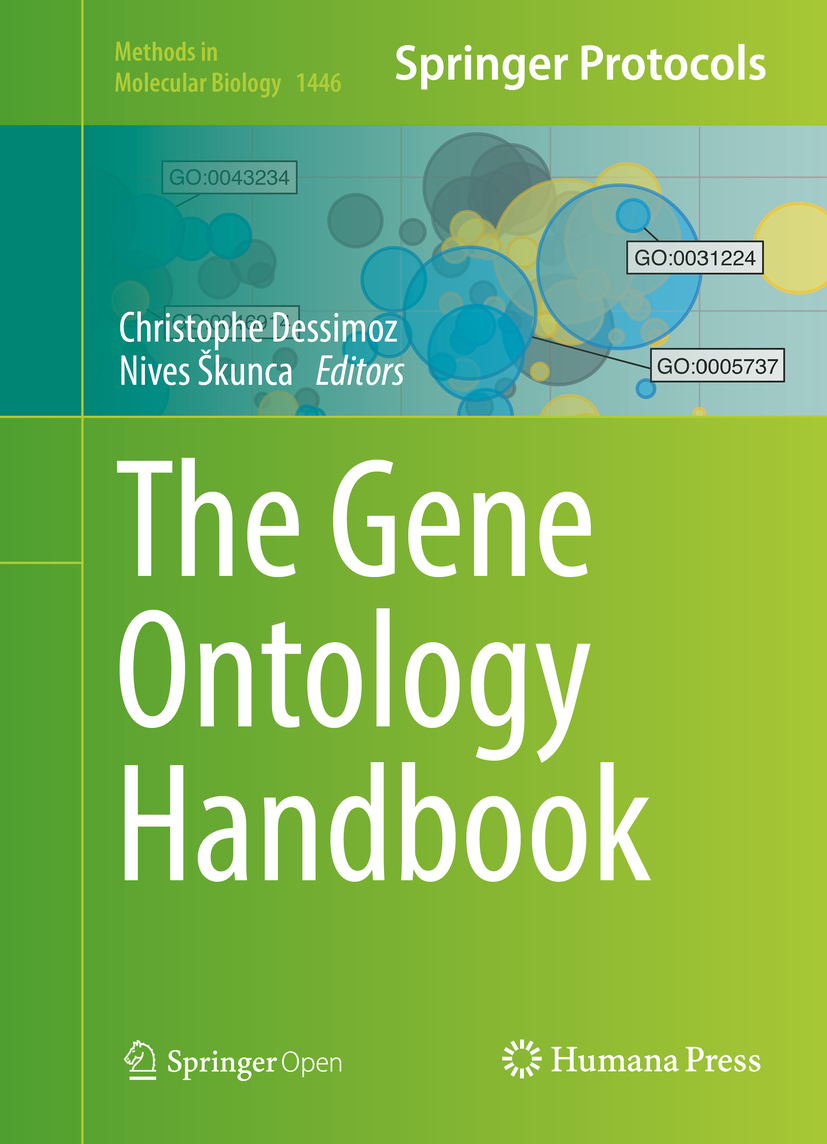 Methods in
Molecular Biology 1446
Springer Protocols
GO:0043234
GO:0031224
Christophe Dessimoz
Nives Škunca Editors
GO:0005737
The Gene
Ontology
Handbook
Springer Open
Humana Press